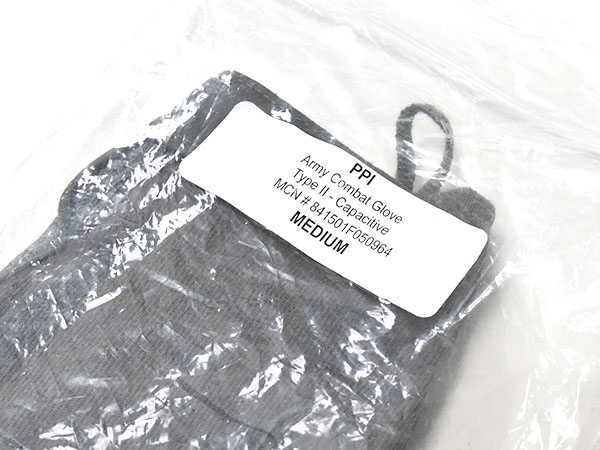 PPI
Army Combat Glove
Type II - Capacitive
MCN # 841501F050964
MEDIUM